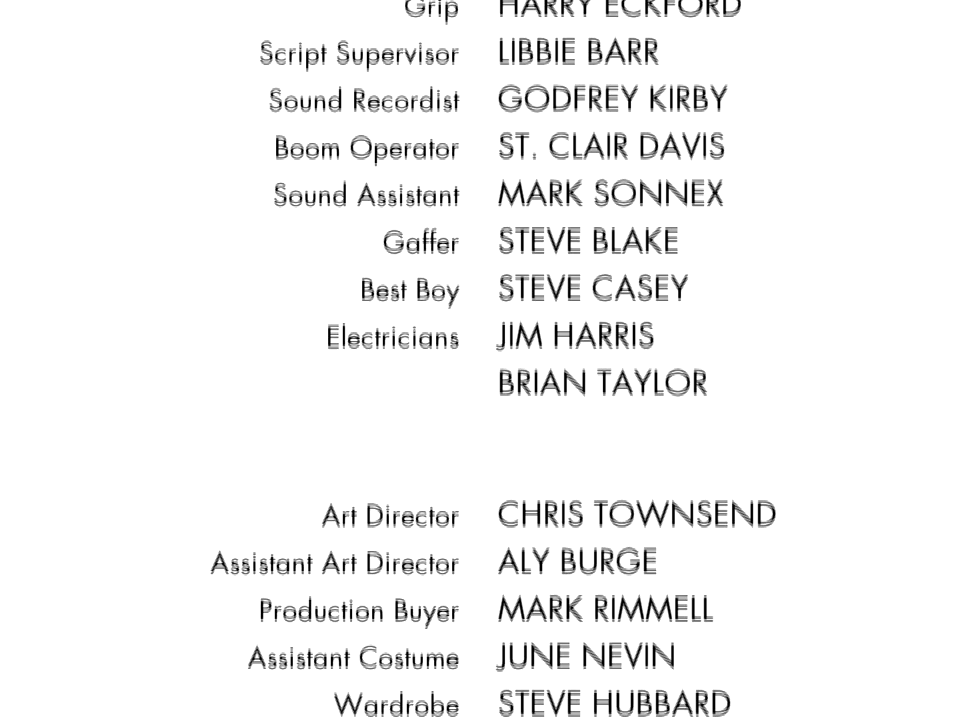 Grip HARRY ECKFORD
Script Supervisor LIBBIE BARR
Sound Recordist GODFREY KIRBY
Boom Operator ST. CLAIR DAVIS
Sound Assistant MARK SONNEX
Gaffer STEVE BLAKE
Best Boy STEVE CASEY
Electricians JIM HARRIS
BRIAN TAYLOR
Art Director CHRIS TOWNSEND
Assistant Art Director ALY BURGE
Production Buyer MARK RIMMELL
Assistant Costume JUNE NEVIN
Wardrobe STEVE HUBBARD